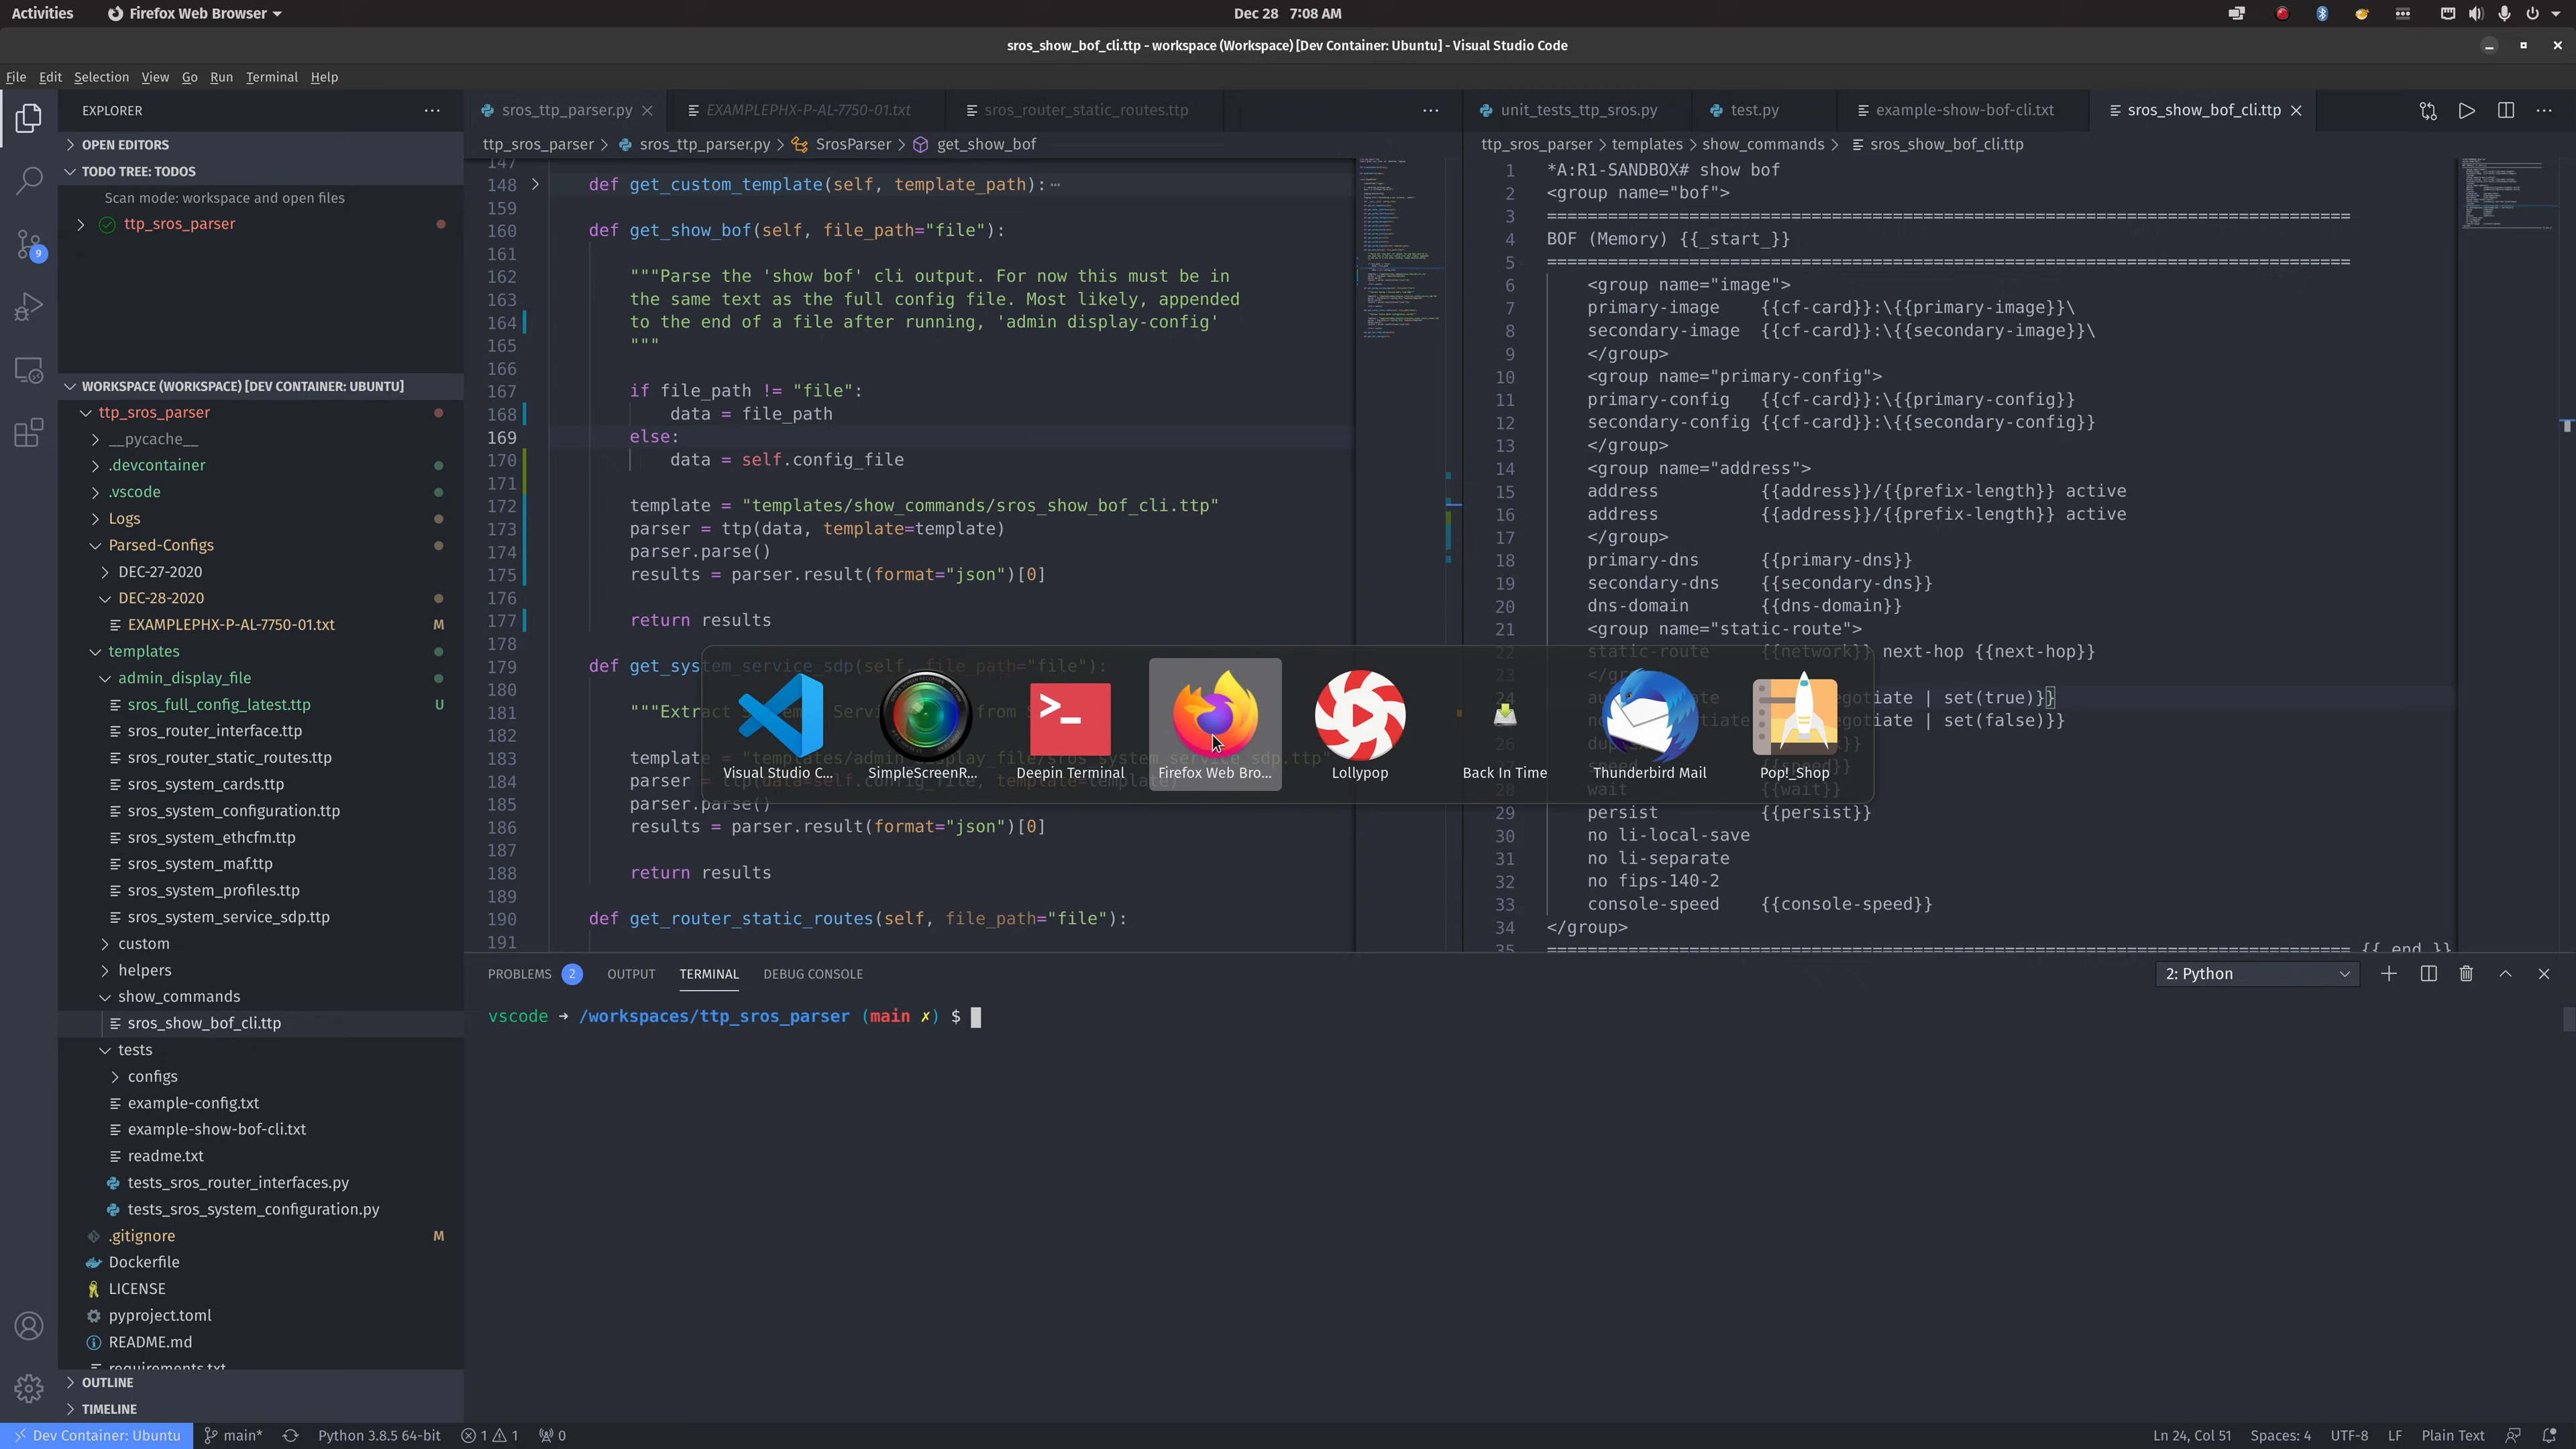 Activities
Firefox Web Browser
Dec 28 7:08 AM
sros_show_bof_cli.ttp - workspace (Workspace) [Dev Container: Ubuntu] - Visual Studio Code
File Edit Selection View Go Run Terminal Help
EXPLORER
OPEN EDITORS
TODO TREE: TODOS
Scan mode: workspace and open files
ttp_sros_parser
WORKSPACE (WORKSPACE) [DEV CONTAINER: UBUNTU]
ttp_sros_parser
__pycache__
.devcontainer
.vscode
Logs
Parsed-Configs
DEC-27-2020
DEC-28-2020
EXAMPLEPHX-P-AL-7750-01.txt M
templates
admin_display_file
sros_full_config_latest.ttp U
sros_router_interface.ttp
sros_router_static_routes.ttp
sros_system_cards.ttp
sros_system_configuration.ttp
sros_system_ethcfm.ttp
sros_system_maf.ttp
sros_system_profiles.ttp
sros_system_service_sdp.ttp
custom
helpers
show_commands
sros_show_bof_cli.ttp
tests
configs
example-config.txt
example-show-bof-cli.txt
readme.txt
tests_sros_router_interfaces.py
tests_sros_system_configuration.py
.gitignore M
Dockerfile
LICENSE
pyproject.toml
README.md
requirements.txt
OUTLINE
TIMELINE
9
sros_ttp_parser.py EXAMPLEPHX-P-AL-7750-01.txt sros_router_static_routes.ttp
ttp_sros_parser > sros_ttp_parser.py > SrosParser > get_show_bof
147
148 def get_custom_template(self, template_path):
159
160 def get_show_bof(self, file_path="file"):
161
162 """Parse the 'show bof' cli output. For now this must be in
163 the same text as the full config file. Most likely, appended
164 to the end of a file after running, 'admin display-config'
165 """
166
167 if file_path != "file":
168 data = file_path
169 else:
170 data = self.config_file
171
172 template = "templates/show_commands/sros_show_bof_cli.ttp"
173 parser = ttp(data, template=template)
174 parser.parse()
175 results = parser.result(format="json")[0]
176
177 return results
178
179 def get_system_service_sdp(self, file_path="file"):
180
181 """Extract
182
183 template = "templates/admin_display_file/sros_system_service_sdp.ttp"
184 parser = ttp(data=self.config_file, template=template)
185 parser.parse()
186 results = parser.result(format="json")[0]
187
188 return results
189
190 def get_router_static_routes(self, file_path="file"):
191
unit_tests_ttp_sros.py test.py example-show-bof-cli.txt sros_show_bof_cli.ttp
ttp_sros_parser > templates > show_commands > sros_show_bof_cli.ttp
1 *A:R1-SANDBOX# show bof
2 <group name="bof">
3 ===============================================================================
4 BOF (Memory) {{_start_}}
5 ===============================================================================
6 <group name="image">
7 primary-image {{cf-card}}:\{{primary-image}}\
8 secondary-image {{cf-card}}:\{{secondary-image}}\
9 </group>
10 <group name="primary-config">
11 primary-config {{cf-card}}:\{{primary-config}}
12 secondary-config {{cf-card}}:\{{secondary-config}}
13 </group>
14 <group name="address">
15 address {{address}}/{{prefix-length}} active
16 address {{address}}/{{prefix-length}} active
17 </group>
18 primary-dns {{primary-dns}}
19 secondary-dns {{secondary-dns}}
20 dns-domain {{dns-domain}}
21 <group name="static-route">
22 static-route {{network}} next-hop {{next-hop}}
23
24 egotiate | set(true)}}
egotiate | set(false)}}
26
speed
28 wait {{wait}}
29 persist {{persist}}
30 no li-local-save
31 no li-separate
32 no fips-140-2
33 console-speed {{console-speed}}
34 </group>
35 =============================================================================== {{_end_}}
Visual Studio C... SimpleScreenR... Deepin Terminal Firefox Web Bro... Lollypop Back In Time Thunderbird Mail Pop!_Shop
PROBLEMS 2 OUTPUT TERMINAL DEBUG CONSOLE
2: Python
vscode → /workspaces/ttp_sros_parser (main ✗) $
Dev Container: Ubuntu main* Python 3.8.5 64-bit 1 1 0
Ln 24, Col 51 Spaces: 4 UTF-8 LF Plain Text